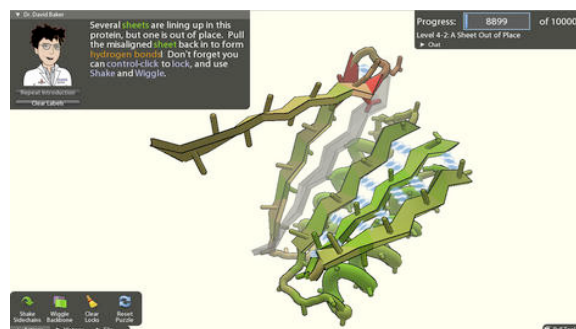 ▼ Dr. David Baker
Several sheets are lining up in this
protein, but one is out of place. Pull
the misaligned sheet back in to form
hydrogen bonds! Don't forget you
can control-click to lock, and use
Shake and Wiggle.
Repeat Introduction
Clear Labels
Progress: 8899 of 10000
Level 4-2: A Sheet Out of Place
► Chat
Shake Sidechains
Wiggle Backbone
Clear Locks
Reset Puzzle